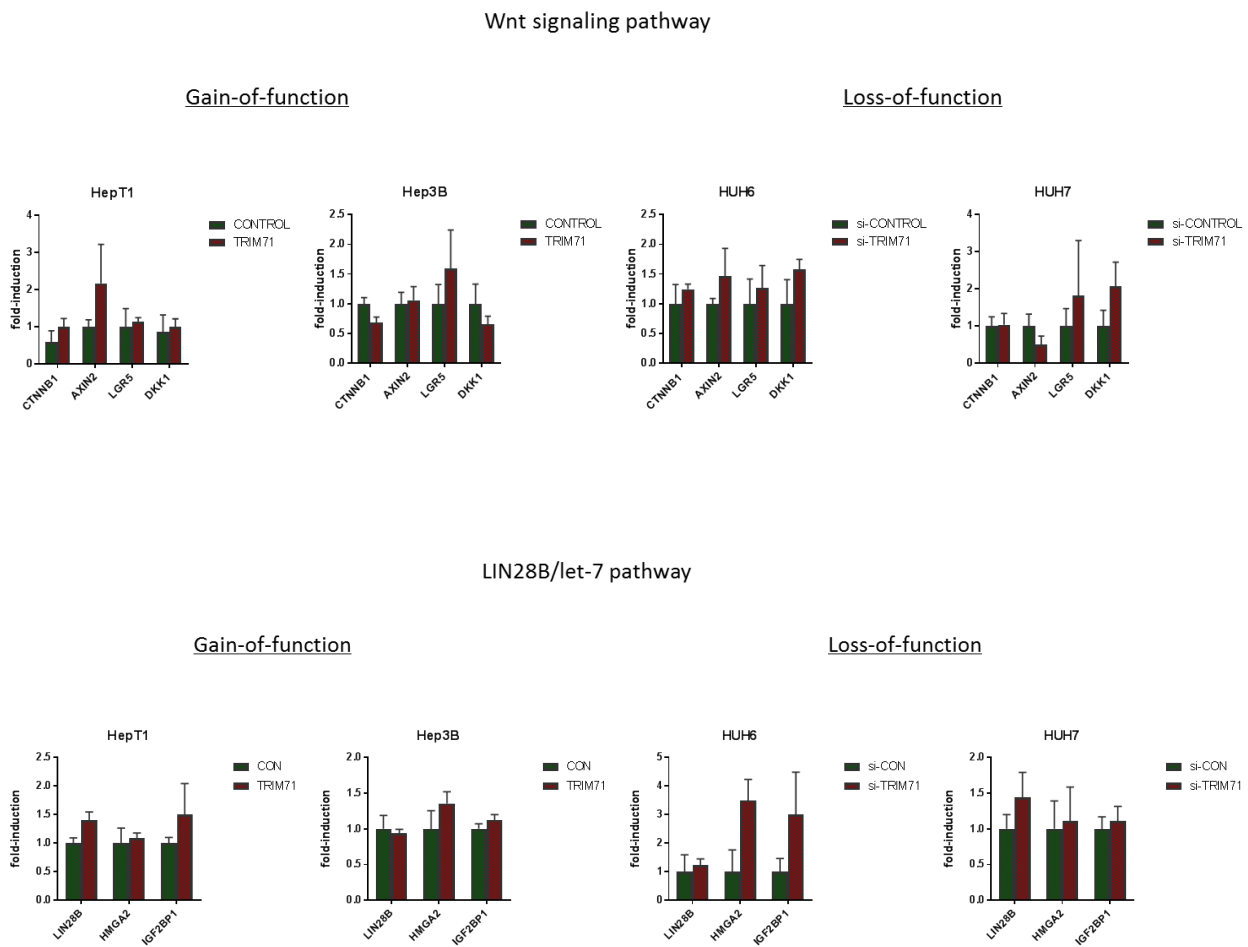 Wnt signaling pathway
Gain-of-function
Loss-of-function
HepT1
fold-induction
4
3
2
1
0
CTNNB1
AXIN2
LGR5
DKK1
CONTROL
TRIM71
Hep3B
fold-induction
2.5
2.0
1.5
1.0
0.5
0.0
CTNNB1
AXIN2
LGR5
DKK1
CONTROL
TRIM71
HUH6
fold-induction
2.5
2.0
1.5
1.0
0.5
0.0
CTNNB1
AXIN2
LGR5
DKK1
si-CONTROL
si-TRIM71
HUH7
fold-induction
4
3
2
1
0
CTNNB1
AXIN2
LGR5
DKK1
si-CONTROL
si-TRIM71
LIN28B/let-7 pathway
Gain-of-function
Loss-of-function
HepT1
fold-induction
2.5
2.0
1.5
1.0
0.5
0.0
LIN28B
HMGA2
IGF2BP1
CON
TRIM71
Hep3B
fold-induction
2.0
1.5
1.0
0.5
0.0
LIN28B
HMGA2
IGF2BP1
CON
TRIM71
HUH6
fold-induction
5
4
3
2
1
0
LIN28B
HMGA2
IGF2BP1
si-CON
si-TRIM71
HUH7
fold-induction
2.0
1.5
1.0
0.5
0.0
LIN28B
HMGA2
IGF2BP1
si-CON
si-TRIM71